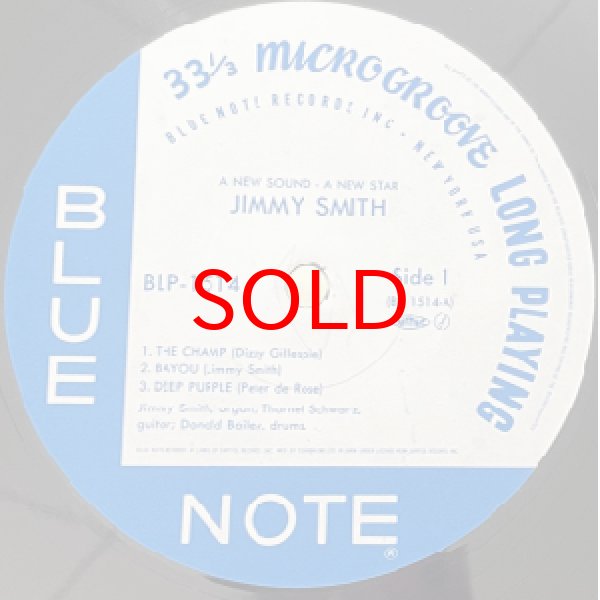 33⅓ MICROGROOVE LONG PLAYING
BLUE NOTE RECORDS INC · NEW YORK USA
A NEW SOUND - A NEW STAR
JIMMY SMITH
BLP-1514
Side 1
SOLD
1. THE CHAMP (Dizzy Gillespie)
2. BAYOU (Jimmy Smith)
3. DEEP PURPLE (Peter de Rose)
Jimmy Smith, organ; Thornel Schwartz,
guitar; Donald Bailey, drums
BLUE
NOTE®